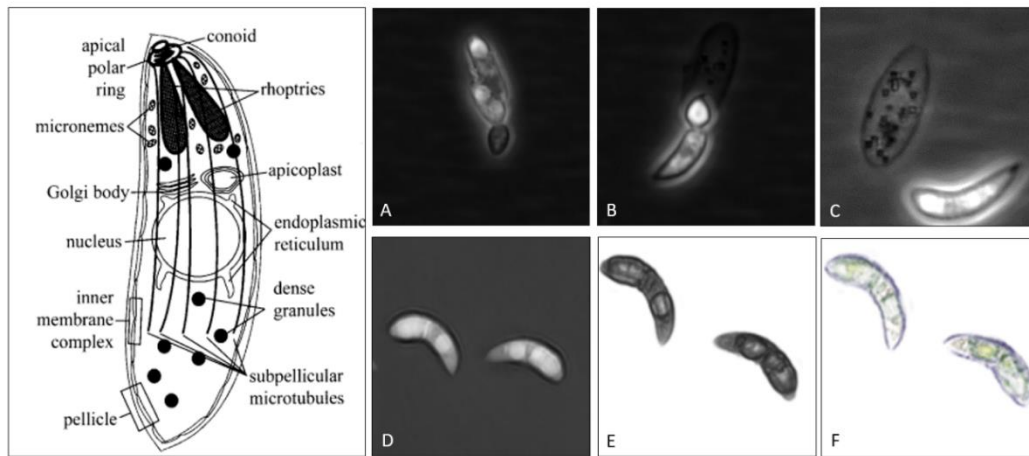 apical
polar
ring
conoid
rhoptries
micronemes
apicoplast
Golgi body
endoplasmic
reticulum
nucleus
inner
membrane
complex
dense
granules
subpellicular
microtubules
pellicle
A
B
C
D
E
F